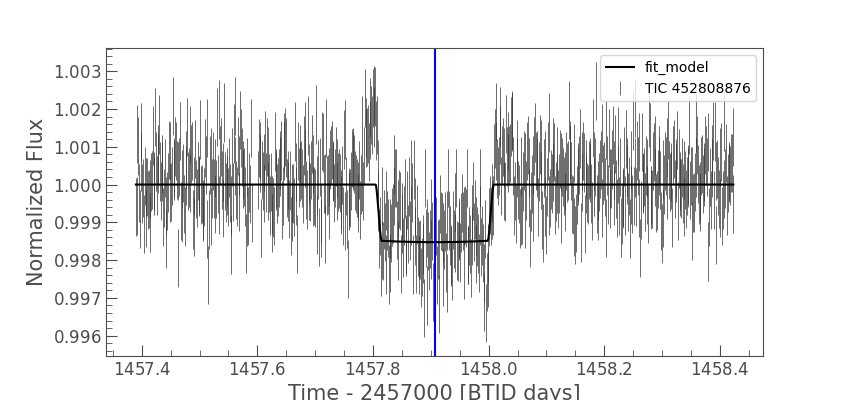 1.003
1.002
1.001
1.000
0.999
0.998
0.997
0.996
Normalized Flux
fit_model
TIC 452808876
1457.4 1457.6 1457.8 1458.0 1458.2 1458.4
Time - 2457000 [BTJD days]